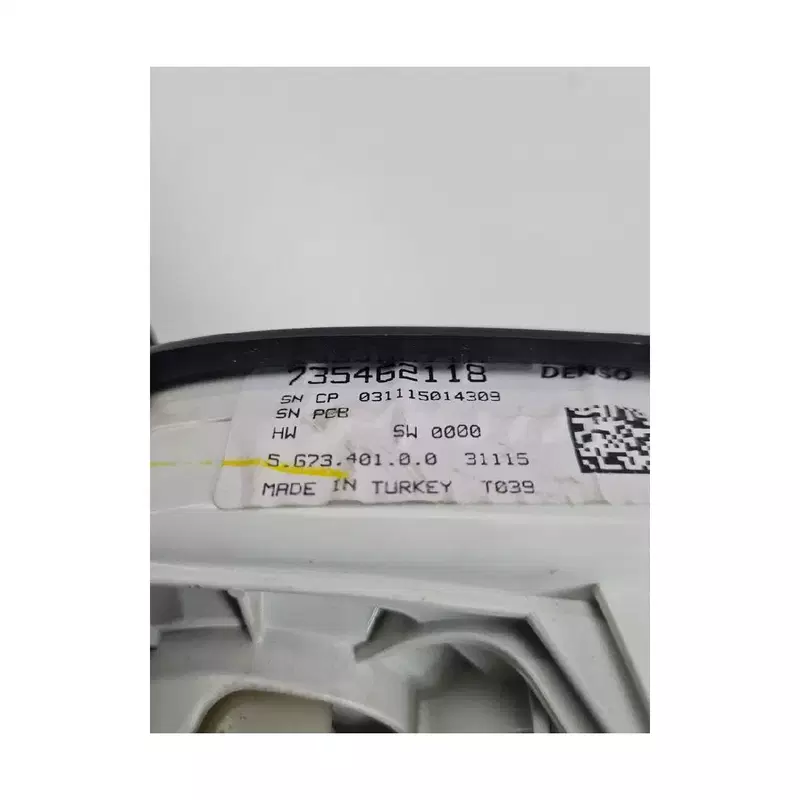 735462118 DENSO
SN CP 031115014309
SN PCB
HW SW 0000
5.673.401.0.0 31115
MADE IN TURKEY T039